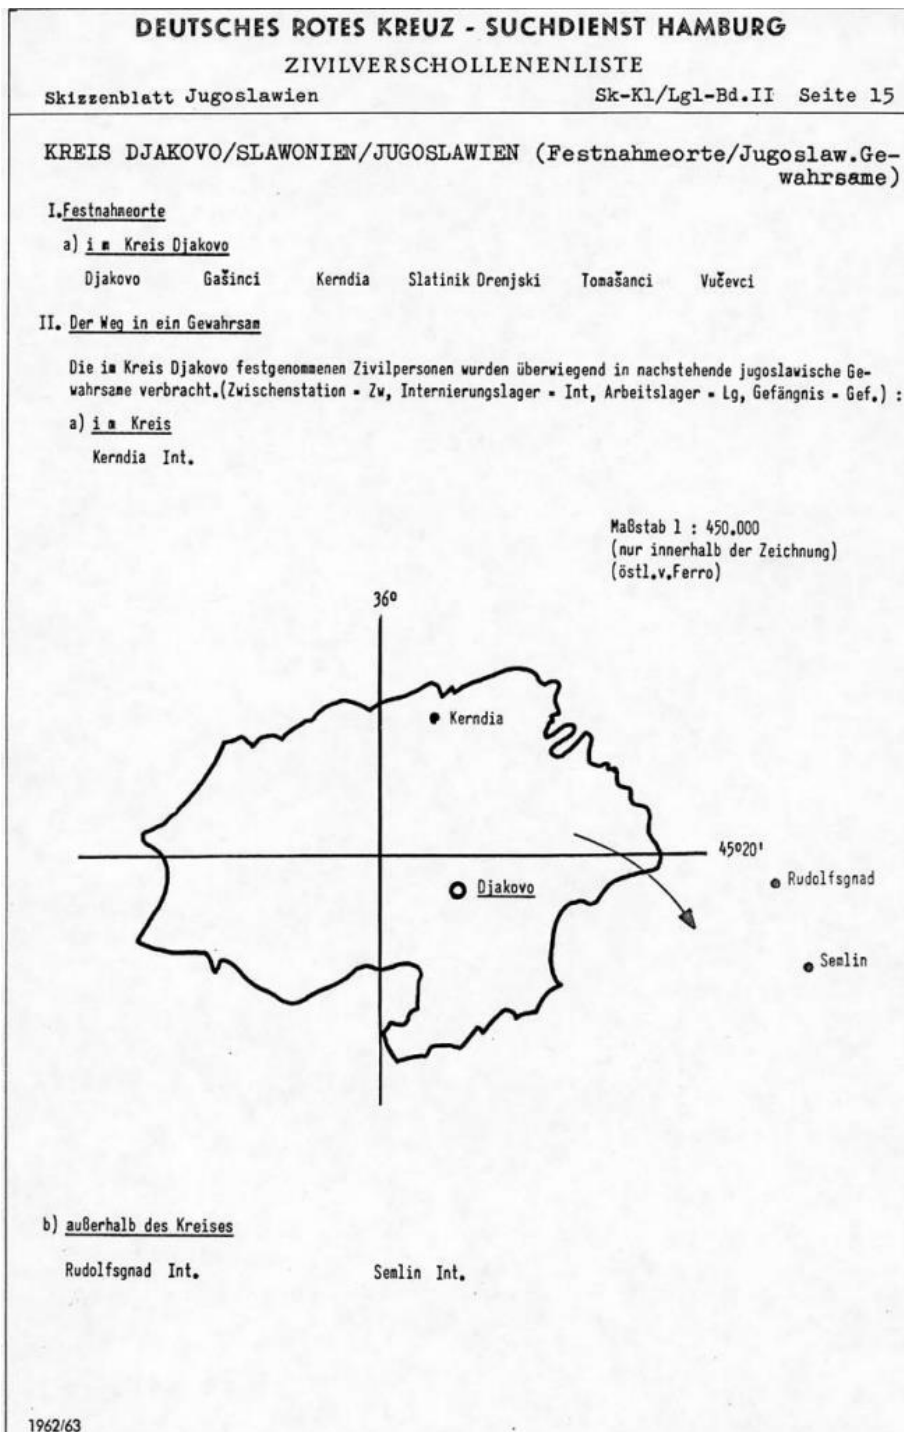 DEUTSCHES ROTES KREUZ - SUCHDIENST HAMBURG
ZIVILVERSCHOLLENENLISTE
Skizzenblatt Jugoslawien Sk-Kl/Lgl-Bd.II Seite 15
KREIS DJAKOVO/SLAWONIEN/JUGOSLAWIEN (Festnahmeorte/Jugoslaw.Ge-
wahrsame)
I.Festnahmeorte
a) im Kreis Djakovo
Djakovo Gašinci Kerndia Slatinik Drenjski Tomašanci Vučevci
II. Der Weg in ein Gewahrsam
Die im Kreis Djakovo festgenommenen Zivilpersonen wurden überwiegend in nachstehende jugoslawische Ge-
wahrsame verbracht.(Zwischenstation = Zw, Internierungslager = Int, Arbeitslager = Lg, Gefängnis = Gef.) :
a) im Kreis
Kerndia Int.
Maßstab 1 : 450.000
(nur innerhalb der Zeichnung)
(östl.v.Ferro)
36º
Kerndia
45º20'
Rudolfsgnad
Djakovo
Semlin
b) außerhalb des Kreises
Rudolfsgnad Int. Semlin Int.
1962/63